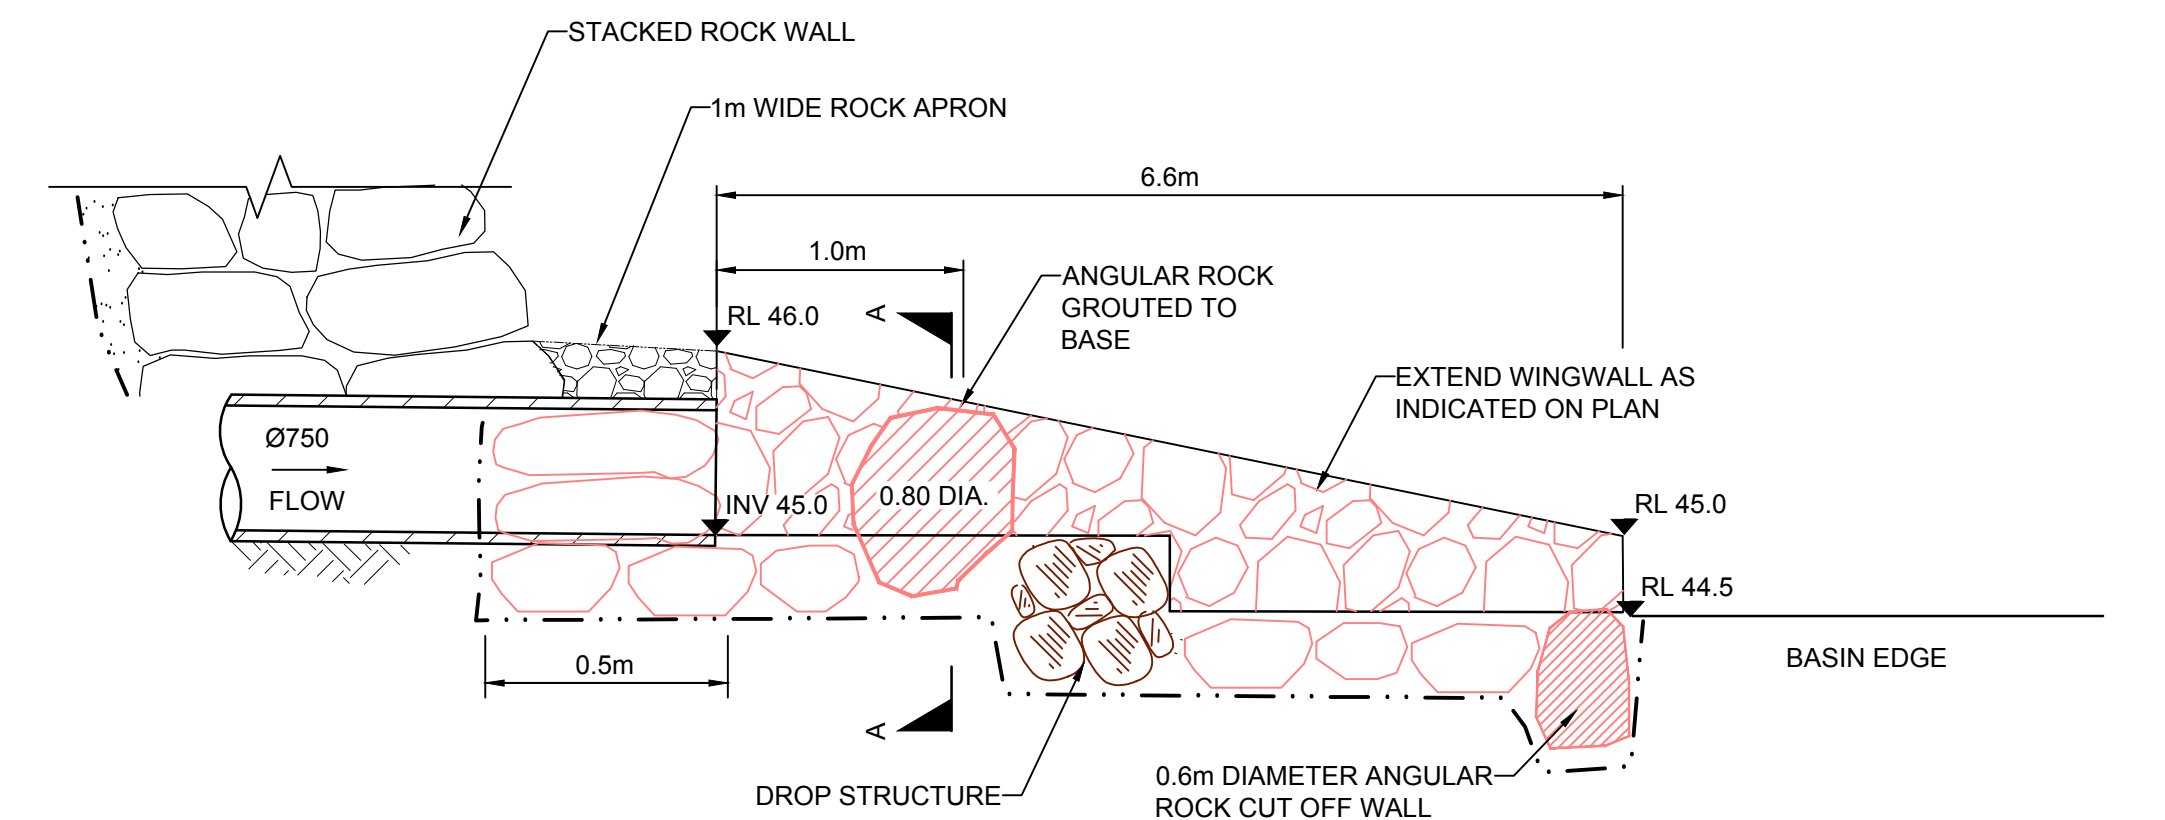 STACKED ROCK WALL
1m WIDE ROCK APRON
6.6m
1.0m
ANGULAR ROCK
GROUTED TO
BASE
A
RL 46.0
EXTEND WINGWALL AS
INDICATED ON PLAN
Ø750
FLOW
INV 45.0
0.80 DIA.
RL 45.0
RL 44.5
0.5m
BASIN EDGE
A
DROP STRUCTURE
0.6m DIAMETER ANGULAR
ROCK CUT OFF WALL